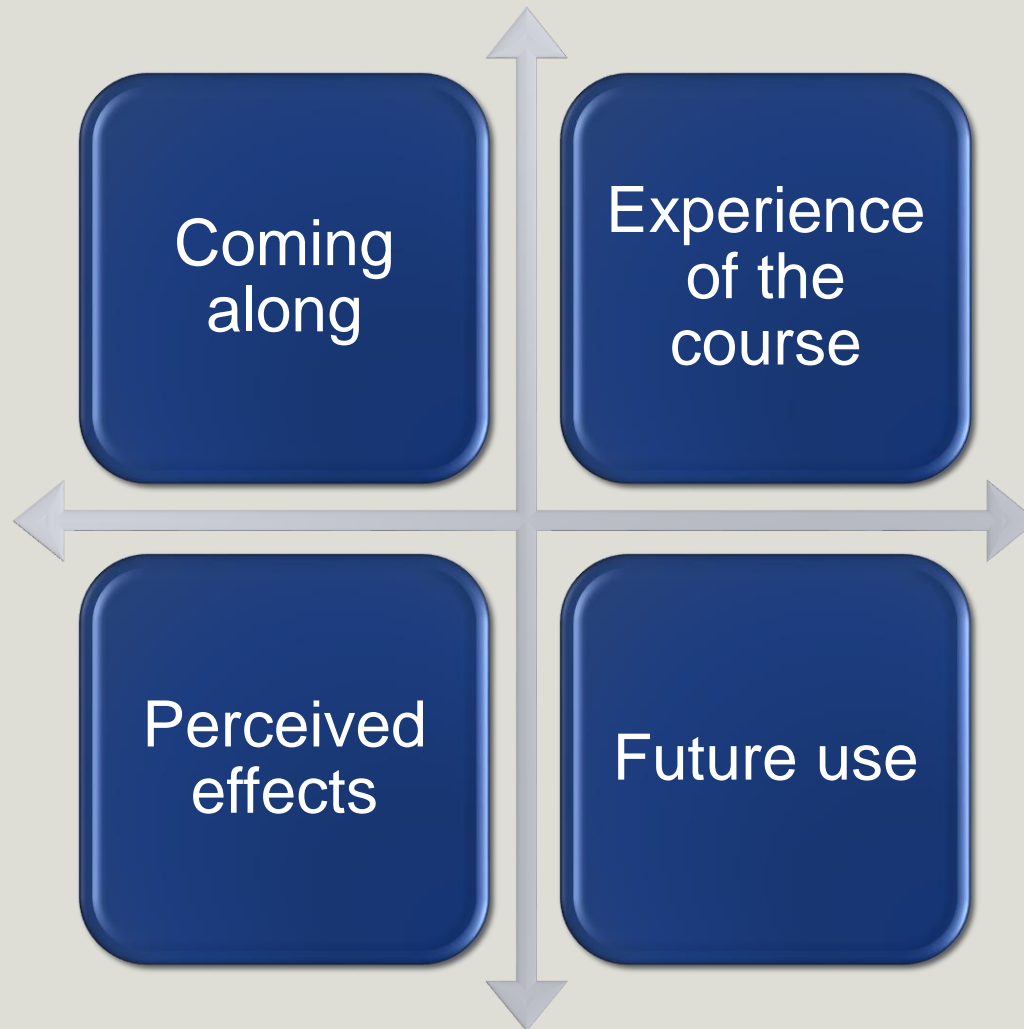 Coming
along
Experience
of the
course
Perceived
effects
Future use